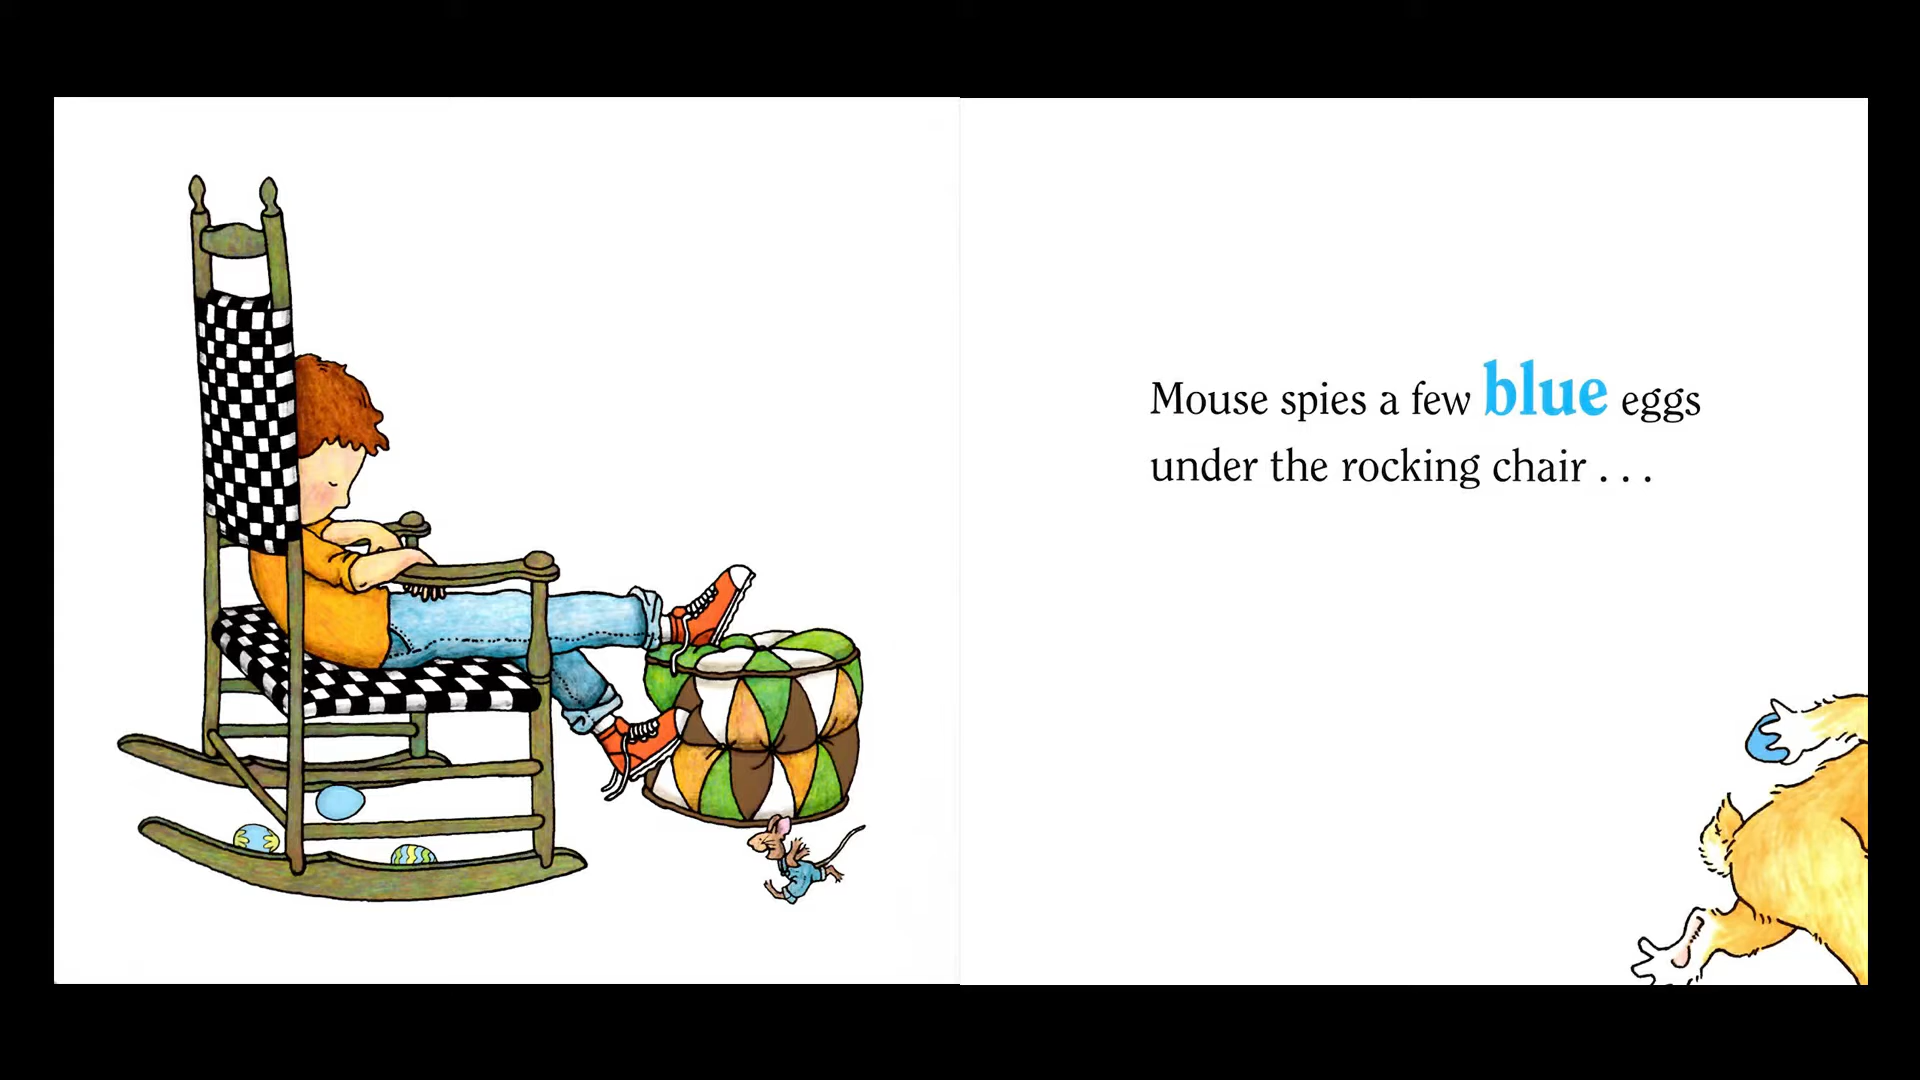 Mouse spies a few blue eggs
under the rocking chair . . .